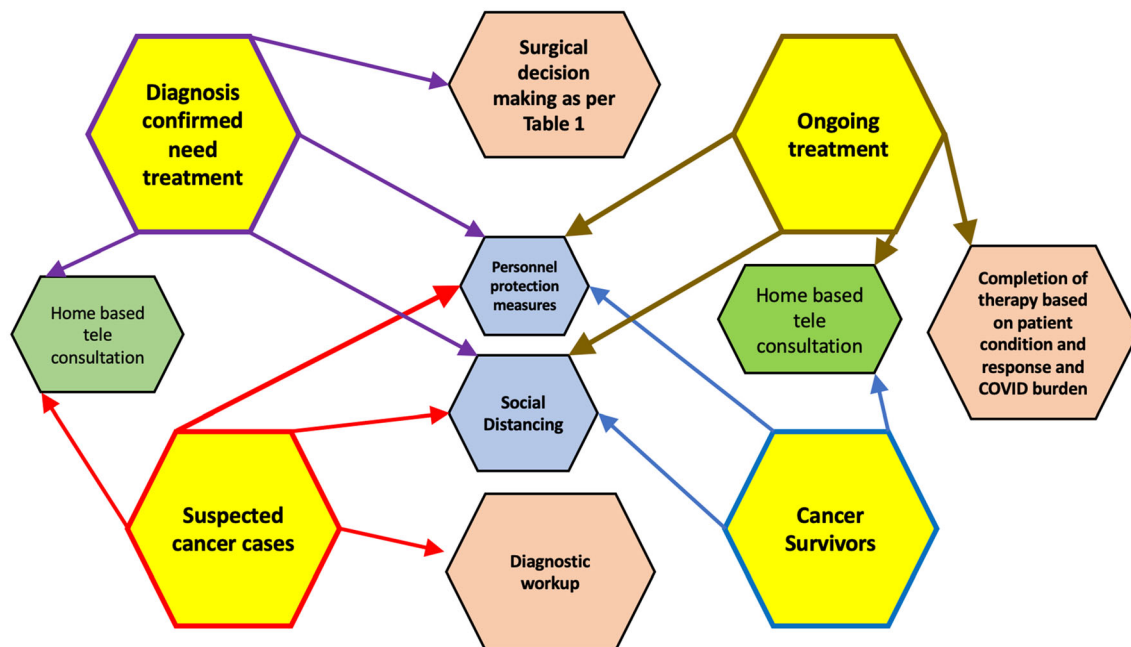 Diagnosis
confirmed
need
treatment
Surgical
decision
making as per
Table 1
Ongoing
treatment
Home based
tele
consultation
Personnel
protection
measures
Home based
tele
consultation
Completion of
therapy based
on patient
condition and
response and
COVID burden
Social
Distancing
Suspected
cancer cases
Diagnostic
workup
Cancer
Survivors